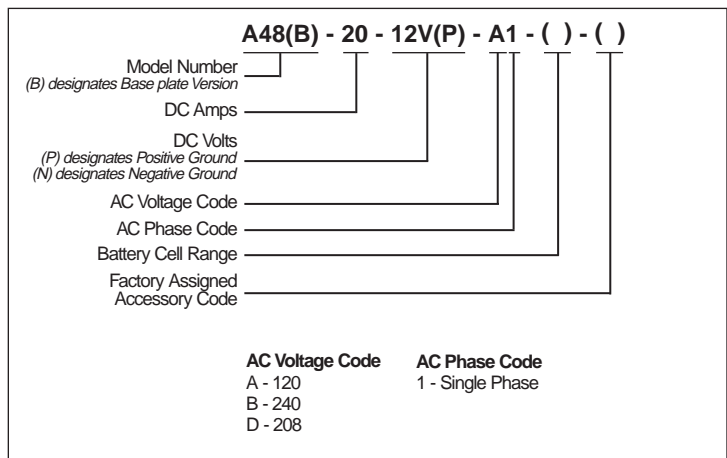 A48(B) - 20 - 12V(P) - A1 - ( ) - ( )
Model Number
(B) designates Base plate Version
DC Amps
DC Volts
(P) designates Positive Ground
(N) designates Negative Ground
AC Voltage Code
AC Phase Code
Battery Cell Range
Factory Assigned
Accessory Code
AC Voltage Code
A - 120
B - 240
D - 208
AC Phase Code
1 - Single Phase